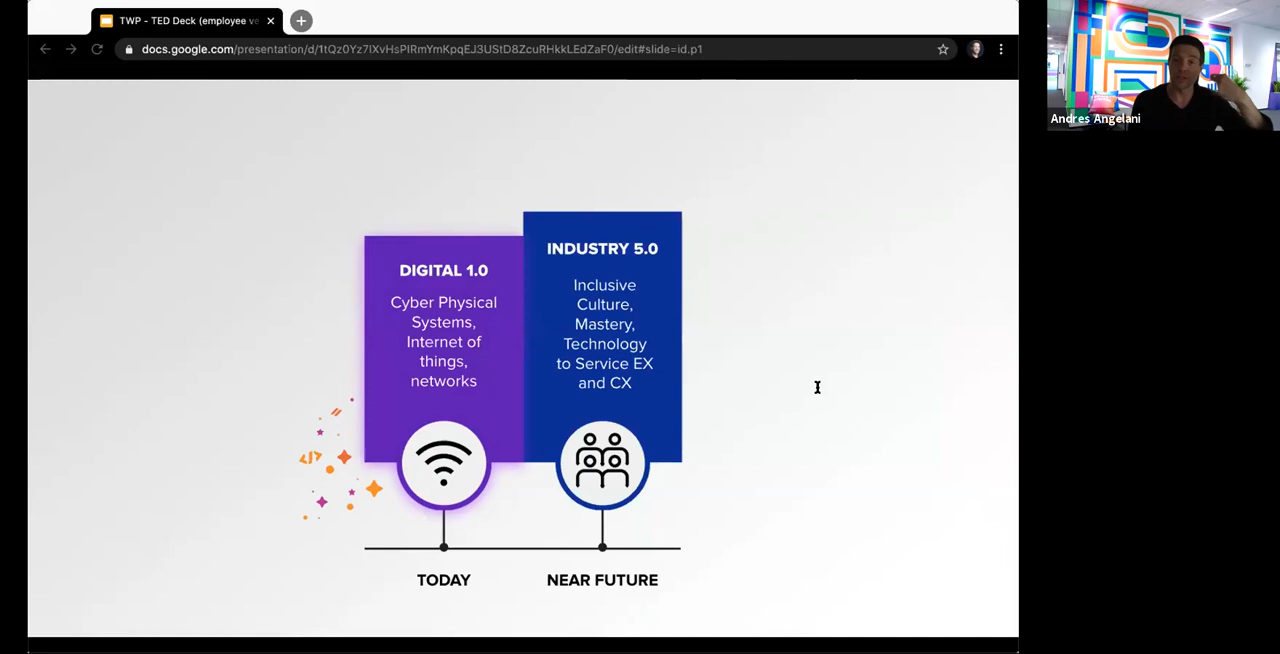 TWP - TED Deck (employee ve
docs.google.com/presentation/d/1tQz0Yz7lXvHsPIRmYmKpqEJ3UStD8ZcuRHkkLEdZaF0/edit#slide=id.p1
Andres Angelani
DIGITAL 1.0
Cyber Physical
Systems,
Internet of
things,
networks
INDUSTRY 5.0
Inclusive
Culture,
Mastery,
Technology
to Service EX
and CX
TODAY
NEAR FUTURE